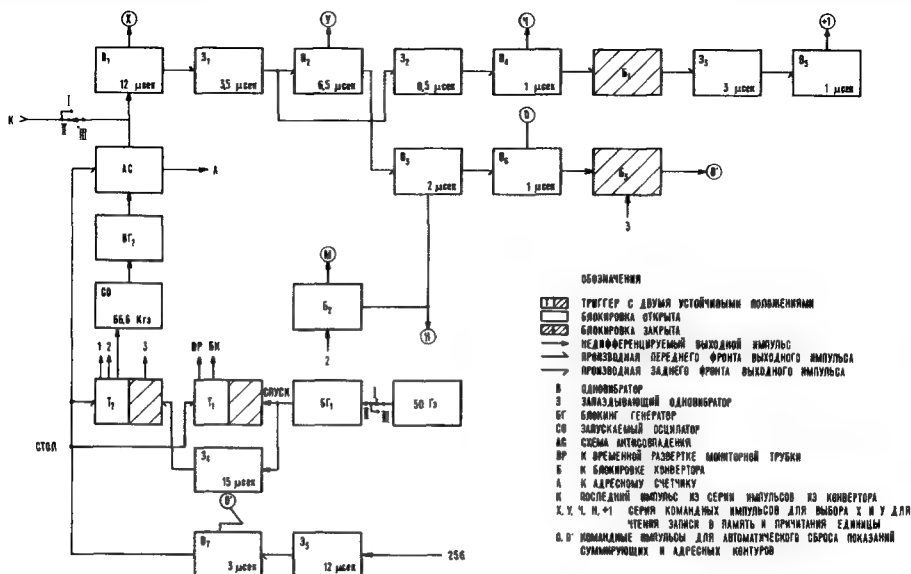 X
У
Ч
+1
В₁
12 μсек
З₁
3,5 μсек
В₂
6,5 μсек
З₂
0,5 μсек
В₄
1 μсек
З₃
3 μсек
В₅
1 μсек
К
I
II
III
АС
А
В₃
2 μсек
0
В₆
1 μсек
Б₃
0'
3
НГ₂
М
Б₂
2
СО
66,6 Кгз
1 2
3
ВР БК
Т₂
Т₁
СПУСК
БГ₁
50 Гз
СТОП
З₄
15 μсек
0'
В₇
3 μсек
З₅
12 μсек
256
ОБОЗНАЧЕНИЯ
ТРИГГЕР С ДВУМЯ УСТОЙЧИВЫМИ ПОЛОЖЕНИЯМИ
БЛОКИРОВКА ОТКРЫТА
БЛОКИРОВКА ЗАКРЫТА
НЕДИФФЕРЕНЦИРУЕМЫЙ ВЫХОДНОЙ ИМПУЛЬС
ПРОИЗВОДНАЯ ПЕРЕДНЕГО ФРОНТА ВЫХОДНОГО ИМПУЛЬСА
ПРОИЗВОДНАЯ ЗАДНЕГО ФРОНТА ВЫХОДНОГО ИМПУЛЬСА
В ОДНОВИБРАТОР
З ЗАПАЗДЫВАЮЩИЙ ОДНОВИБРАТОР
БГ БЛОКИНГ ГЕНЕРАТОР
СО ЗАПУСКАЕМЫЙ ОСЦИЛАТОР
АС СХЕМА АНТИСОВПАДЕНИЯ
ВР К ВРЕМЕННОЙ РАЗВЕРТКЕ МОНИТОРНОЙ ТРУБКИ
Б К БЛОКИРОВКЕ КОНВЕРТОРА
А К АДРЕСНОМУ СЧЕТЧИКУ
К ПОСЛЕДНИЙ ИМПУЛЬС ИЗ СЕРИИ ИМПУЛЬСОВ ИЗ КОНВЕРТОРА
X, У, Ч, Н, +1 СЕРИЯ КОМАНДНЫХ ИМПУЛЬСОВ ДЛЯ ВЫБОРА X И У ДЛЯ
ЧТЕНИЯ ЗАПИСИ В ПАМЯТЬ И ПРИЧИТАНИЯ ЕДИНИЦЫ
0, 0' КОМАНДНЫЕ ИМПУЛЬСЫ ДЛЯ АВТОМАТИЧЕСКОГО СБРОСА ПОКАЗАНИЙ
СУММИРУЮЩИХ И АДРЕСНЫХ КОНТУРОВ